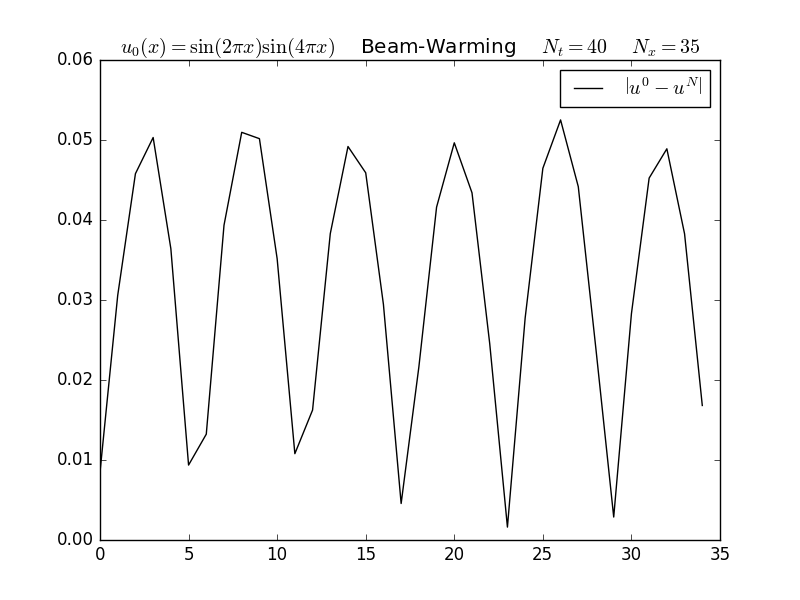 u_0(x) = sin(2πx)sin(4πx) Beam-Warming N_t = 40 N_x = 35
|u^0 − u^N|
0.06
0.05
0.04
0.03
0.02
0.01
0.00
0 5 10 15 20 25 30 35